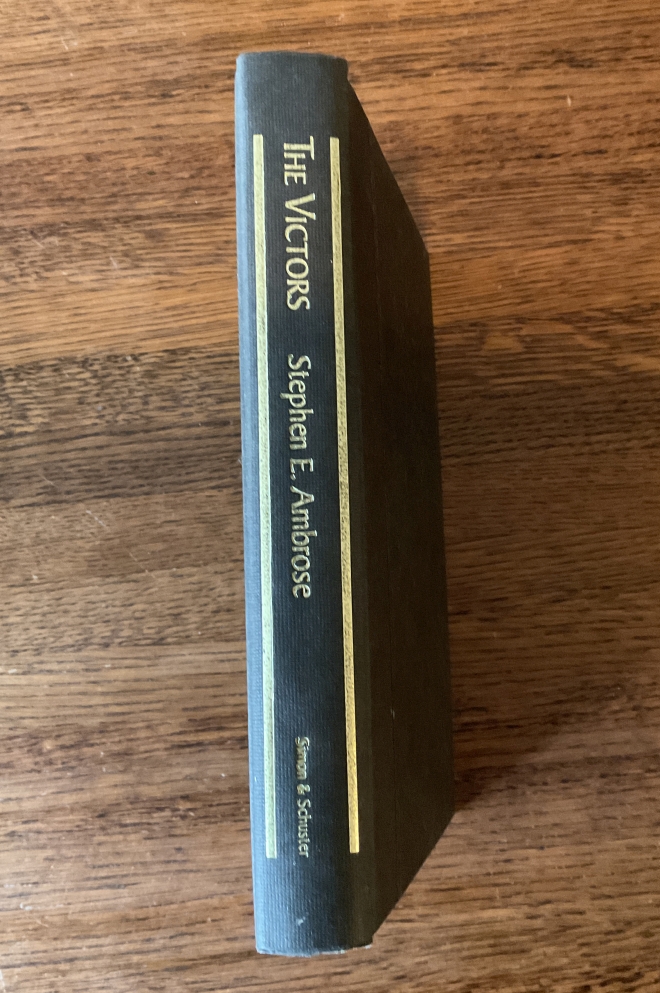 THE VICTORS
Stephen E. Ambrose
Simon & Schuster